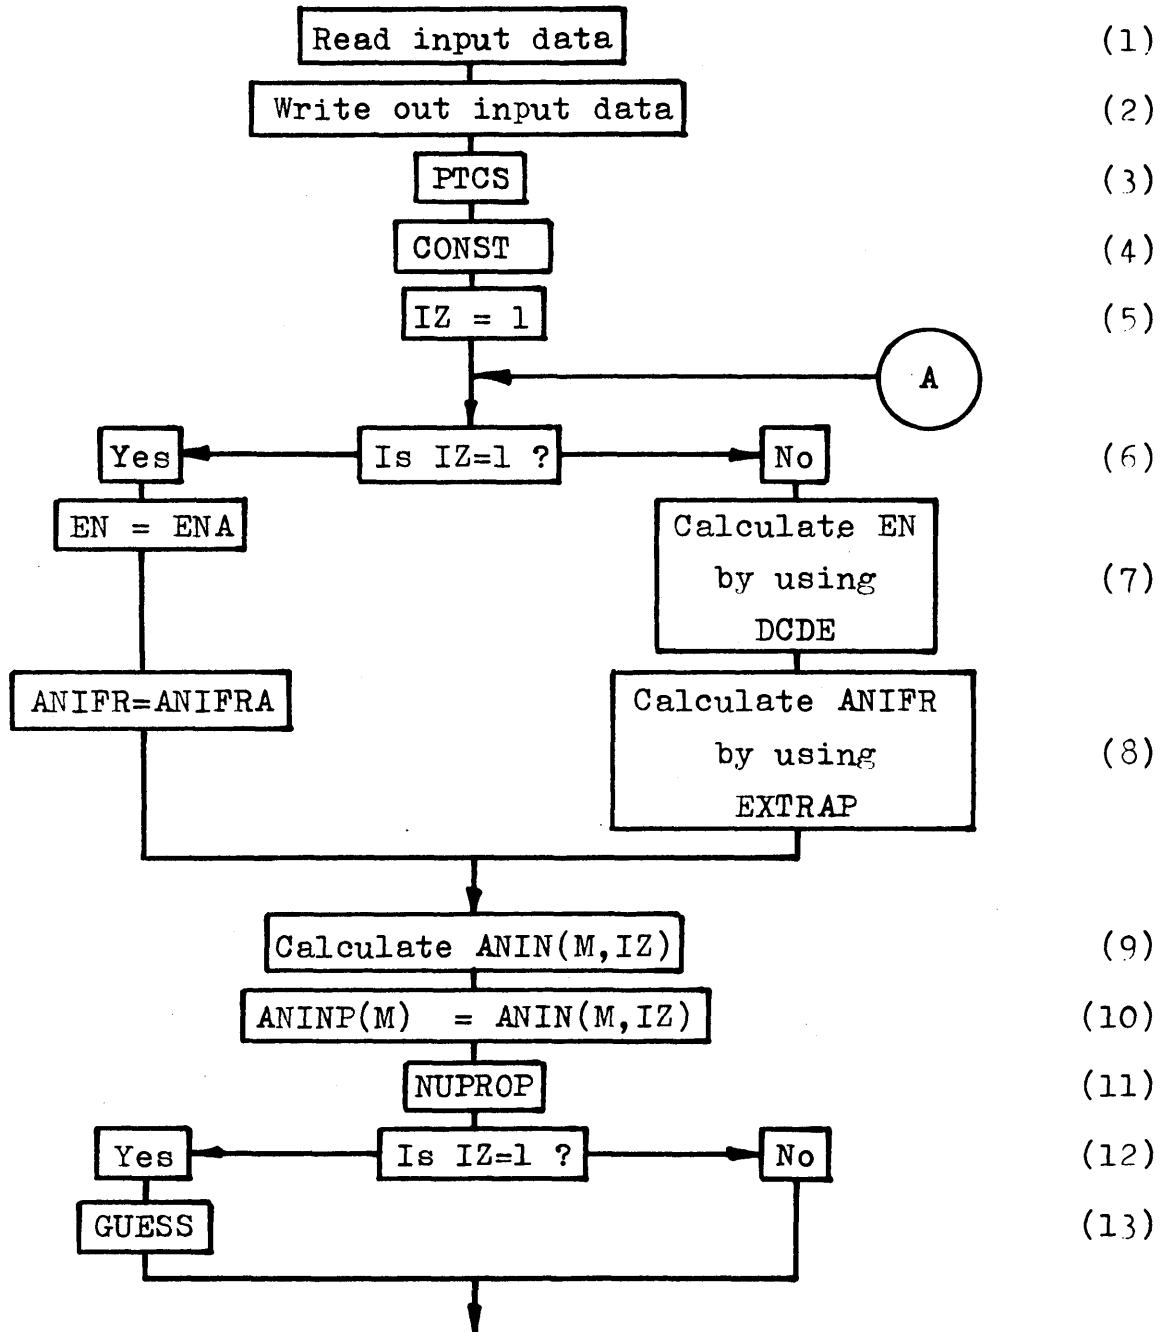 Read input data (1)
Write out input data (2)
PTCS (3)
CONST (4)
IZ = 1 (5)
A
Yes Is IZ=1 ? No (6)
EN = ENA Calculate EN
by using (7)
DCDE
ANIFR=ANIFRA Calculate ANIFR
by using (8)
EXTRAP
Calculate ANIN(M,IZ) (9)
ANINP(M) = ANIN(M,IZ) (10)
NUPROP (11)
Yes Is IZ=1 ? No (12)
GUESS (13)